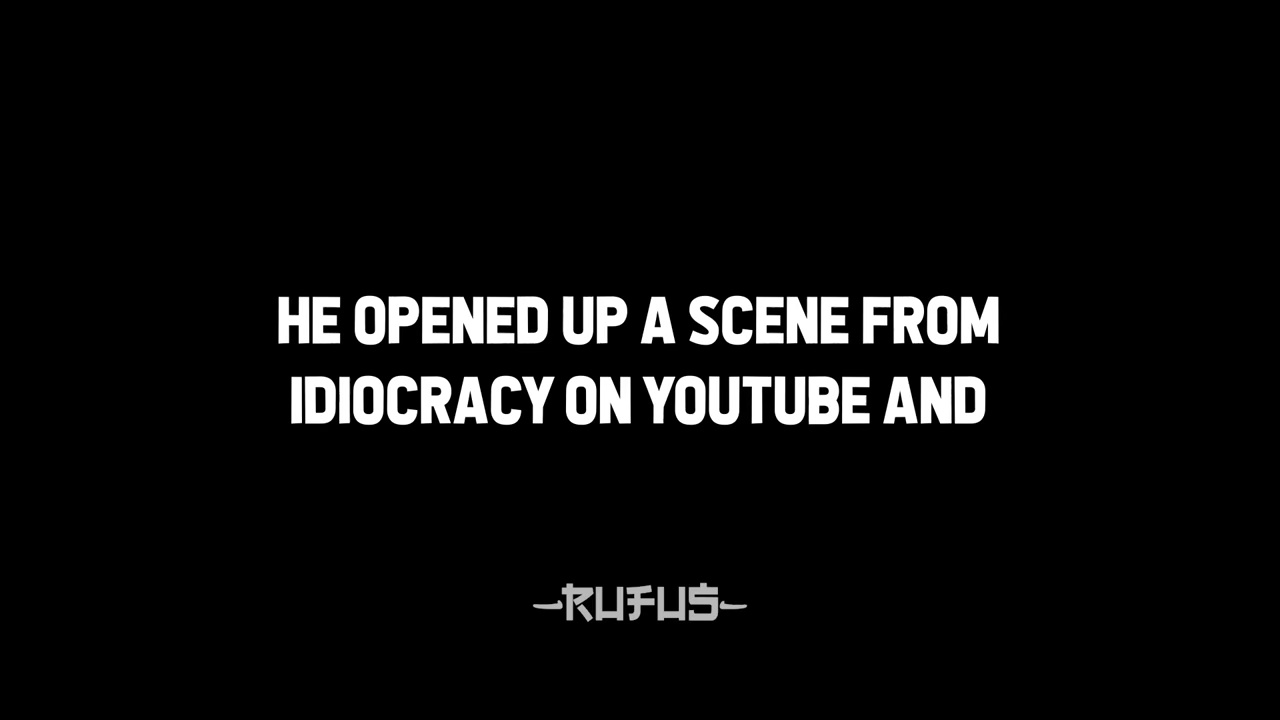 HE OPENED UP A SCENE FROM
IDIOCRACY ON YOUTUBE AND
-RUFUS-